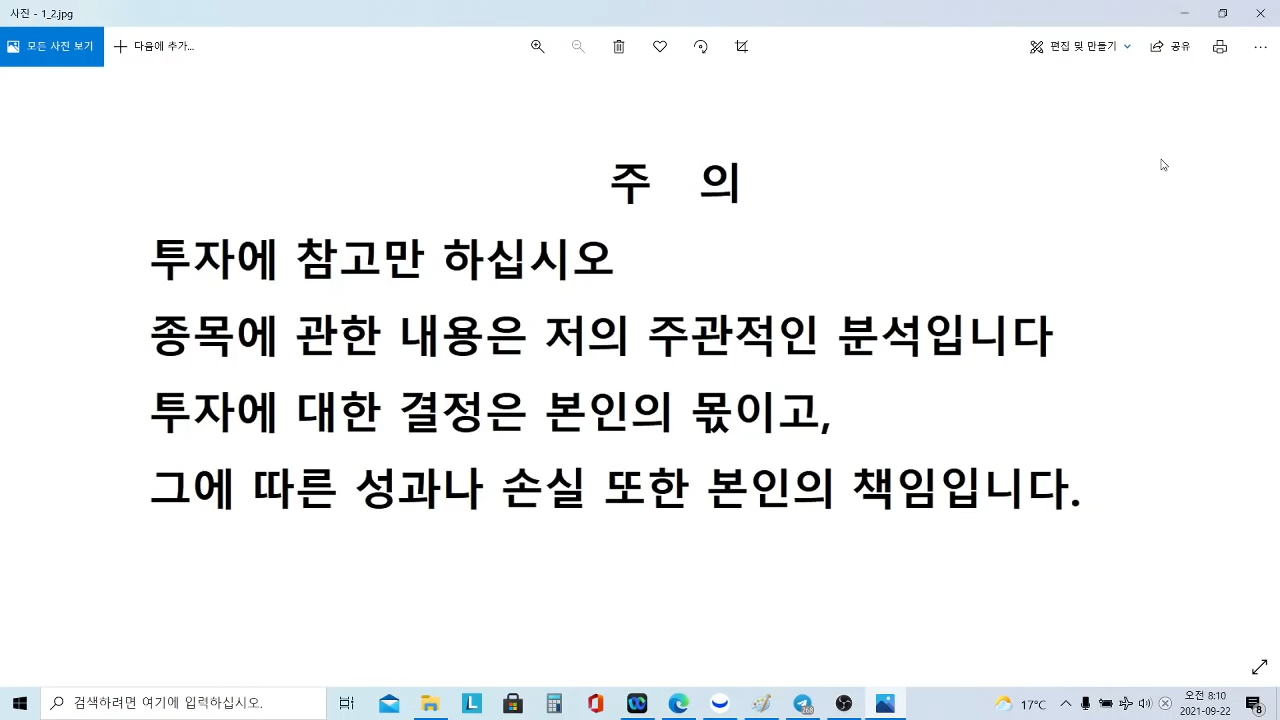 사진 - 1_2.jpg
모든 사진 보기
다음에 추가...
편집 및 만들기
공유
주 의
투자에 참고만 하십시오
종목에 관한 내용은 저의 주관적인 분석입니다
투자에 대한 결정은 본인의 몫이고,
그에 따른 성과나 손실 또한 본인의 책임입니다.
검색하려면 여기에 입력하십시오.
L
268
17°C
오전 8:10
2021-09-22
8